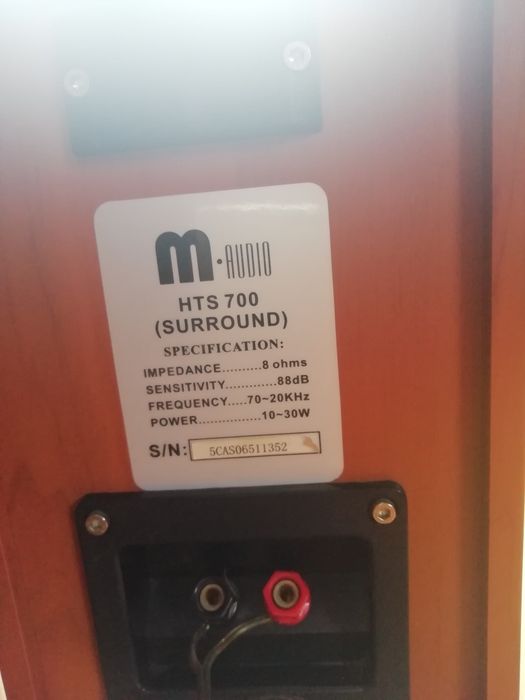 m·AUDIO
HTS 700
(SURROUND)
SPECIFICATION:
IMPEDANCE..........8 ohms
SENSITIVITY.............88dB
FREQUENCY.....70~20KHz
POWER................10~30W
S/N: 5CAS06511352